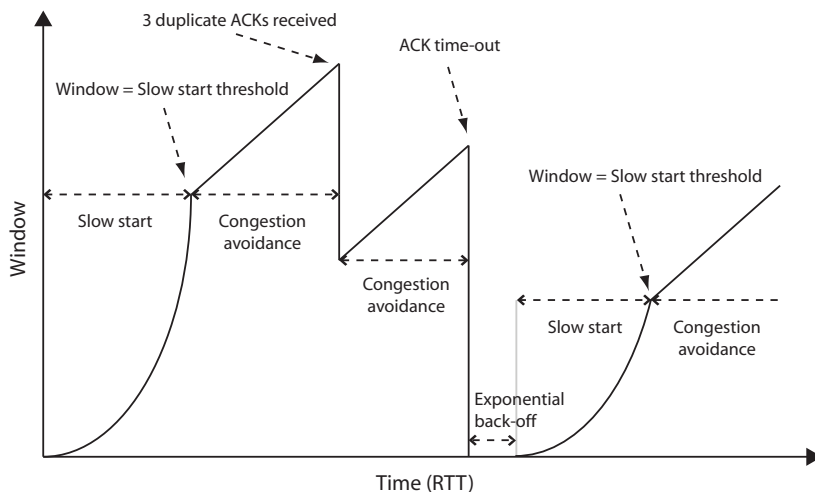 3 duplicate ACKs received
ACK time-out
Window = Slow start threshold
Window = Slow start threshold
Slow start
Congestion
avoidance
Congestion
avoidance
Slow start
Congestion
avoidance
Exponential
back-off
Window
Time (RTT)